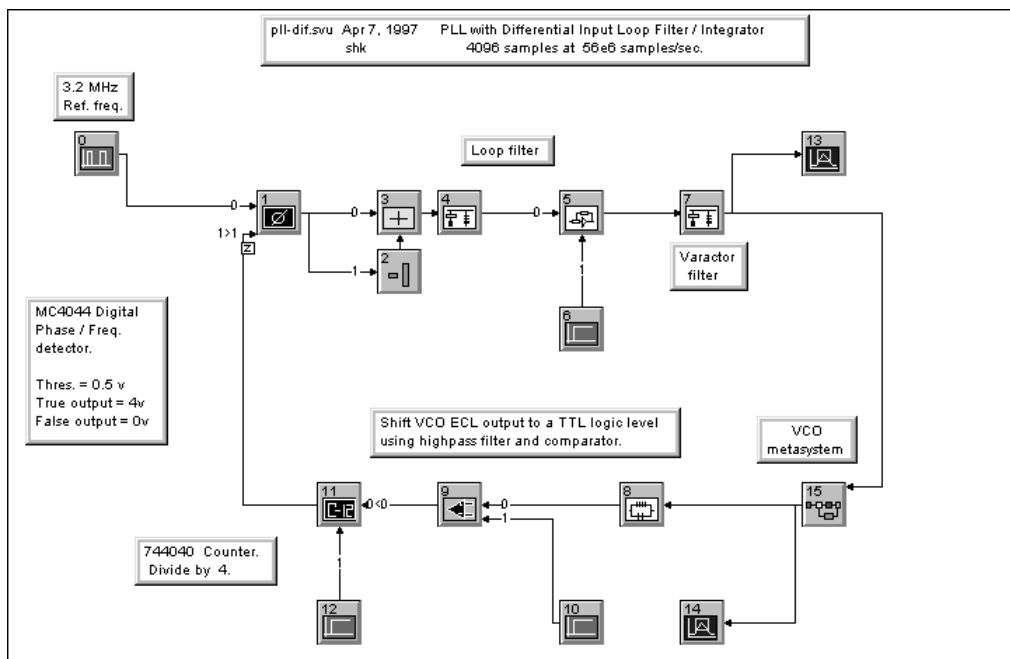 pll-dif.svu Apr 7, 1997 PLL with Differential Input Loop Filter / Integrator
shk 4096 samples at 56e6 samples/sec.
3.2 MHz
Ref. freq.
0
Loop filter
13
0
1
0
3
4
0
5
7
1>1
z
1
2
Varactor
filter
1
6
MC4044 Digital
Phase / Freq.
detector.
Thres. = 0.5 v
True output = 4v
False output = 0v
Shift VCO ECL output to a TTL logic level
using highpass filter and comparator.
VCO
metasystem
11
0<0
9
0
1
8
15
744040 Counter.
Divide by 4.
1
12
10
14